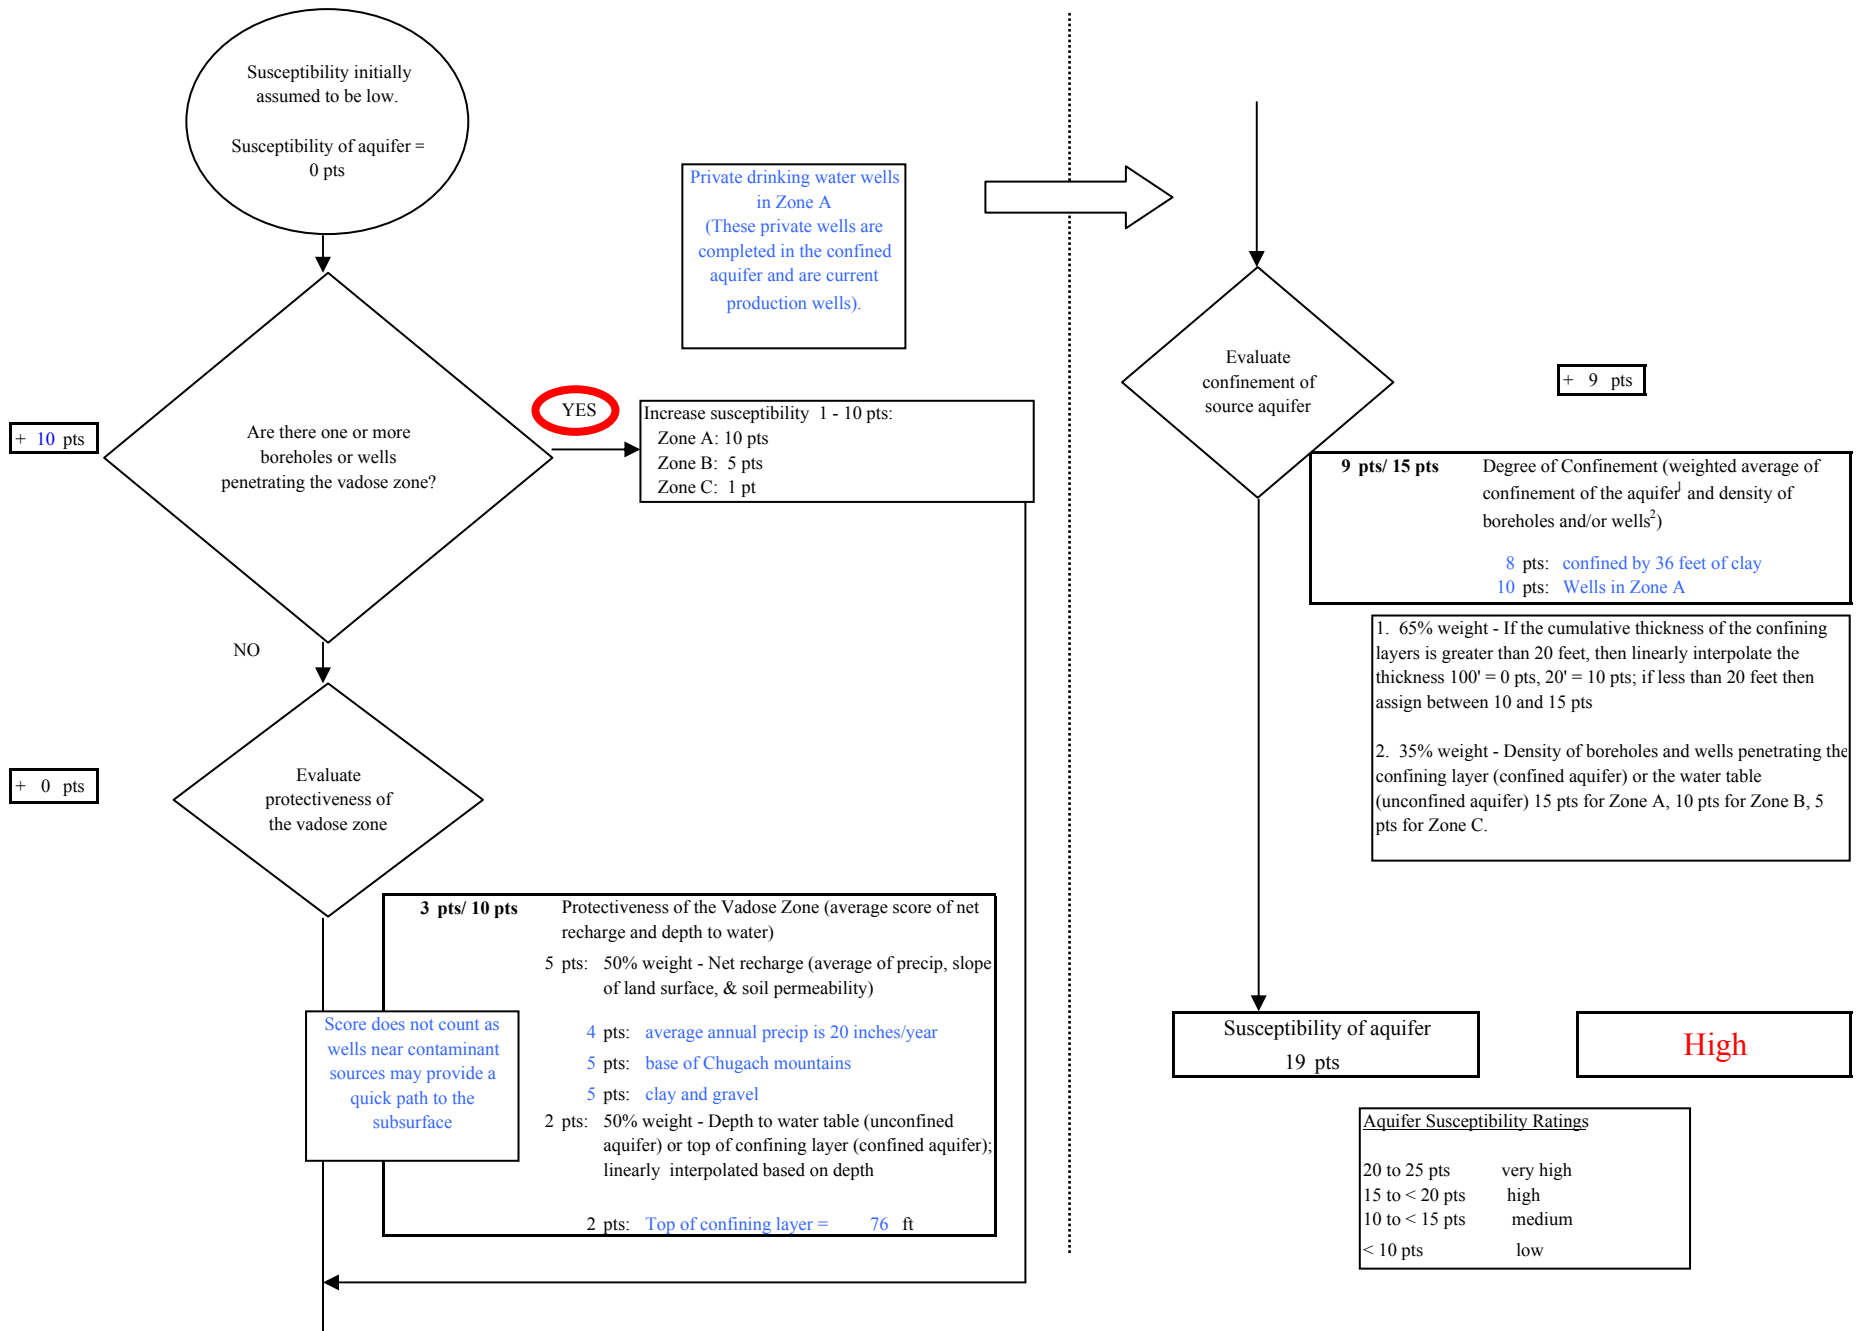 Susceptibility initially
assumed to be low.
Susceptibility of aquifer =
0 pts
Private drinking water wells
in Zone A
(These private wells are
completed in the confined
aquifer and are current
production wells).
YES
+ 10 pts
Are there one or more
boreholes or wells
penetrating the vadose zone?
Increase susceptibility 1 - 10 pts:
Zone A: 10 pts
Zone B: 5 pts
Zone C: 1 pt
NO
+ 0 pts
Evaluate
protectiveness of
the vadose zone
3 pts/ 10 pts Protectiveness of the Vadose Zone (average score of net
recharge and depth to water)
5 pts: 50% weight - Net recharge (average of precip, slope
of land surface, & soil permeability)
4 pts: average annual precip is 20 inches/year
5 pts: base of Chugach mountains
5 pts: clay and gravel
2 pts: 50% weight - Depth to water table (unconfined
aquifer) or top of confining layer (confined aquifer);
linearly interpolated based on depth
2 pts: Top of confining layer = 76 ft
Score does not count as
wells near contaminant
sources may provide a
quick path to the
subsurface
Evaluate
confinement of
source aquifer
+ 9 pts
9 pts/ 15 pts Degree of Confinement (weighted average of
confinement of the aquifer1 and density of
boreholes and/or wells2)
8 pts: confined by 36 feet of clay
10 pts: Wells in Zone A
1. 65% weight - If the cumulative thickness of the confining
layers is greater than 20 feet, then linearly interpolate the
thickness 100' = 0 pts, 20' = 10 pts; if less than 20 feet then
assign between 10 and 15 pts
2. 35% weight - Density of boreholes and wells penetrating the
confining layer (confined aquifer) or the water table
(unconfined aquifer) 15 pts for Zone A, 10 pts for Zone B, 5
pts for Zone C.
Susceptibility of aquifer
19 pts
High
Aquifer Susceptibility Ratings
20 to 25 pts very high
15 to < 20 pts high
10 to < 15 pts medium
< 10 pts low